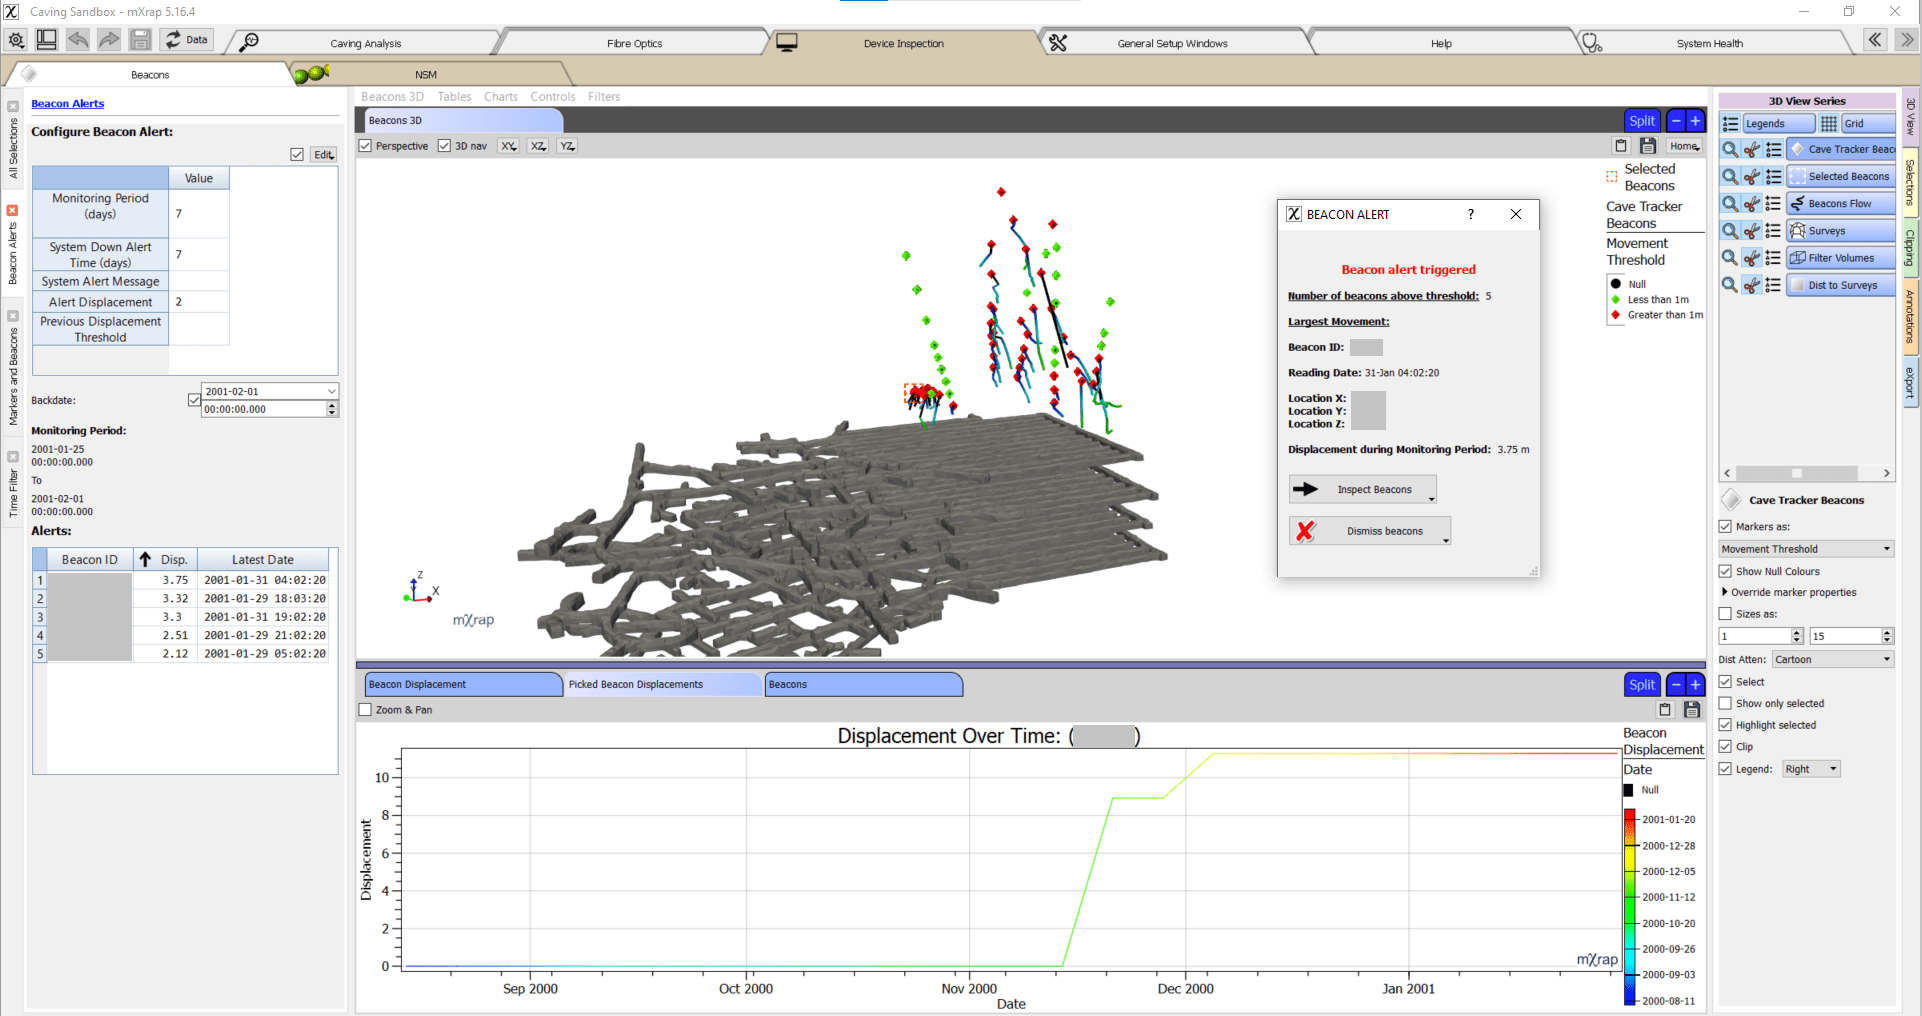 Caving Sandbox - mXrap 5.16.4
Data
Caving Analysis
Fibre Optics
Device Inspection
General Setup Windows
Help
System Health
Beacons
NSM
All Selections
Beacon Alerts
Markers and Beacons
Time Filter
Beacon Alerts
Configure Beacon Alert:
Edit
Value
Monitoring Period
(days)
7
System Down Alert
Time (days)
7
System Alert Message
Alert Displacement
2
Previous Displacement
Threshold
Backdate:
2001-02-01
00:00:00.000
Monitoring Period:
2001-01-25
00:00:00.000
To
2001-02-01
00:00:00.000
Alerts:
Beacon ID Disp. Latest Date
1 3.75 2001-01-31 04:02:20
2 3.32 2001-01-29 18:03:20
3 3.3 2001-01-31 19:02:20
4 2.51 2001-01-29 21:02:20
5 2.12 2001-01-29 05:02:20
Beacons 3D Tables Charts Controls Filters
Beacons 3D
Split
Perspective 3D nav XY XZ YZ
Home
Selected
Beacons
Cave Tracker
Beacons
Movement
Threshold
Null
Less than 1m
Greater than 1m
Z
X
mXrap
BEACON ALERT
?
Beacon alert triggered
Number of beacons above threshold: 5
Largest Movement:
Beacon ID:
Reading Date: 31-Jan 04:02:20
Location X:
Location Y:
Location Z:
Displacement during Monitoring Period: 3.75 m
Inspect Beacons
Dismiss beacons
Beacon Displacement
Picked Beacon Displacements
Beacons
Split
Zoom & Pan
Displacement Over Time: ( )
Displacement
10
8
6
4
2
0
Sep 2000
Oct 2000
Nov 2000
Dec 2000
Jan 2001
Date
mXrap
Beacon
Displacement
Date
Null
2001-01-20
2000-12-28
2000-12-05
2000-11-12
2000-10-20
2000-09-26
2000-09-03
2000-08-11
3D View Series
Legends
Grid
Cave Tracker Beac
Selected Beacons
Beacons Flow
Surveys
Filter Volumes
Dist to Surveys
Cave Tracker Beacons
Markers as:
Movement Threshold
Show Null Colours
Override marker properties
Sizes as:
1
15
Dist Atten: Cartoon
Select
Show only selected
Highlight selected
Clip
Legend: Right
3D View
Selections
Clipping
Annotations
eXport